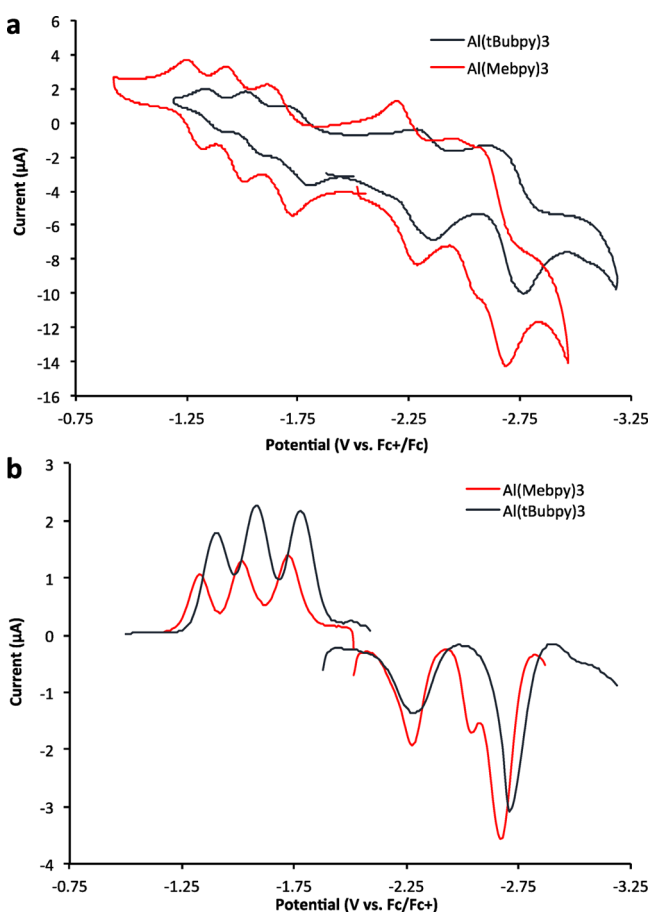 a
Al(tBubpy)3
Al(Mebpy)3
6
4
2
0
-2
-4
-6
-8
-10
-12
-14
-16
Current (µA)
-0.75 -1.25 -1.75 -2.25 -2.75 -3.25
Potential (V vs. Fc+/Fc)
b
Al(Mebpy)3
Al(tBubpy)3
3
2
1
0
-1
-2
-3
-4
Current (µA)
-0.75 -1.25 -1.75 -2.25 -2.75 -3.25
Potential (V vs. Fc/Fc+)